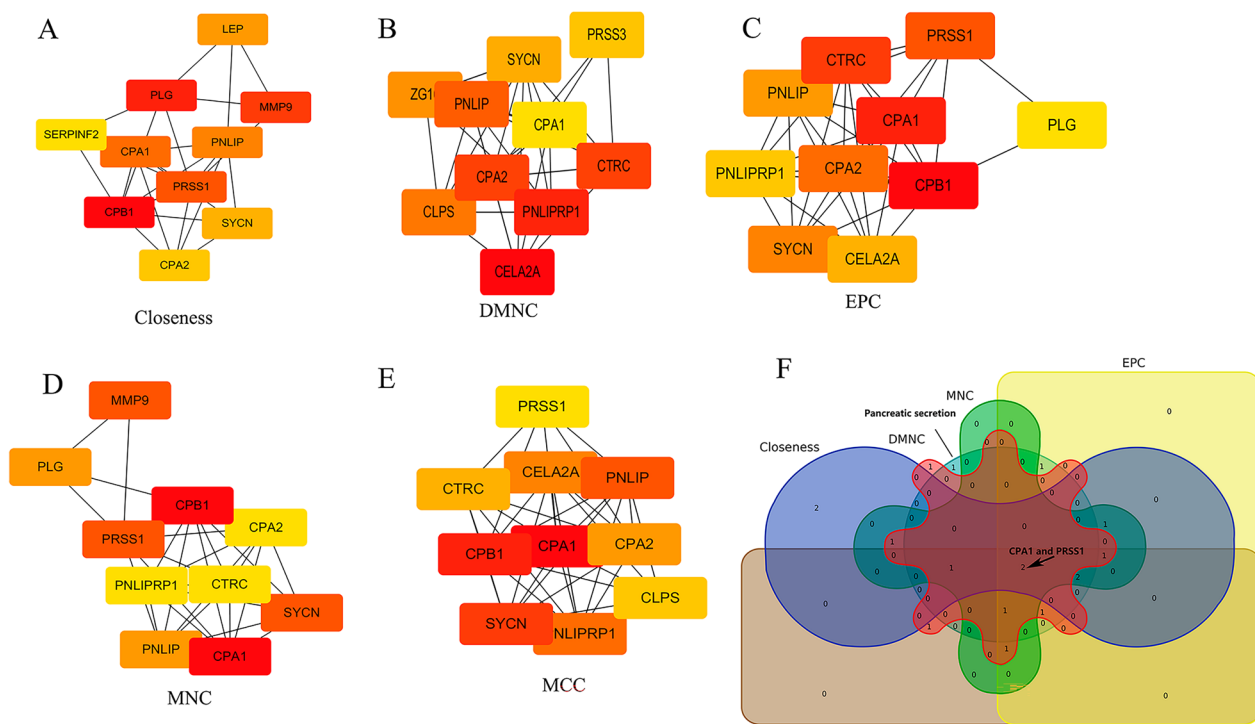 A
LEP
PLG
MMP9
SERPINF2
CPA1
PNLIP
PRSS1
CPB1
SYCN
CPA2
Closeness
B
PRSS3
SYCN
ZG16
PNLIP
CPA1
CTRC
CPA2
CLPS
PNLIPRP1
CELA2A
DMNC
C
PRSS1
CTRC
PNLIP
CPA1
PLG
PNLIPRP1
CPA2
CPB1
SYCN
CELA2A
EPC
D
MMP9
PLG
CPB1
CPA2
PRSS1
PNLIPRP1
CTRC
SYCN
PNLIP
CPA1
MNC
E
PRSS1
CELA2A
PNLIP
CTRC
CPB1
CPA1
CPA2
CLPS
SYCN
NLIPRP1
MCC
F
EPC
MNC
Pancreatic secretion
DMNC
Closeness
CPA1 and PRSS1